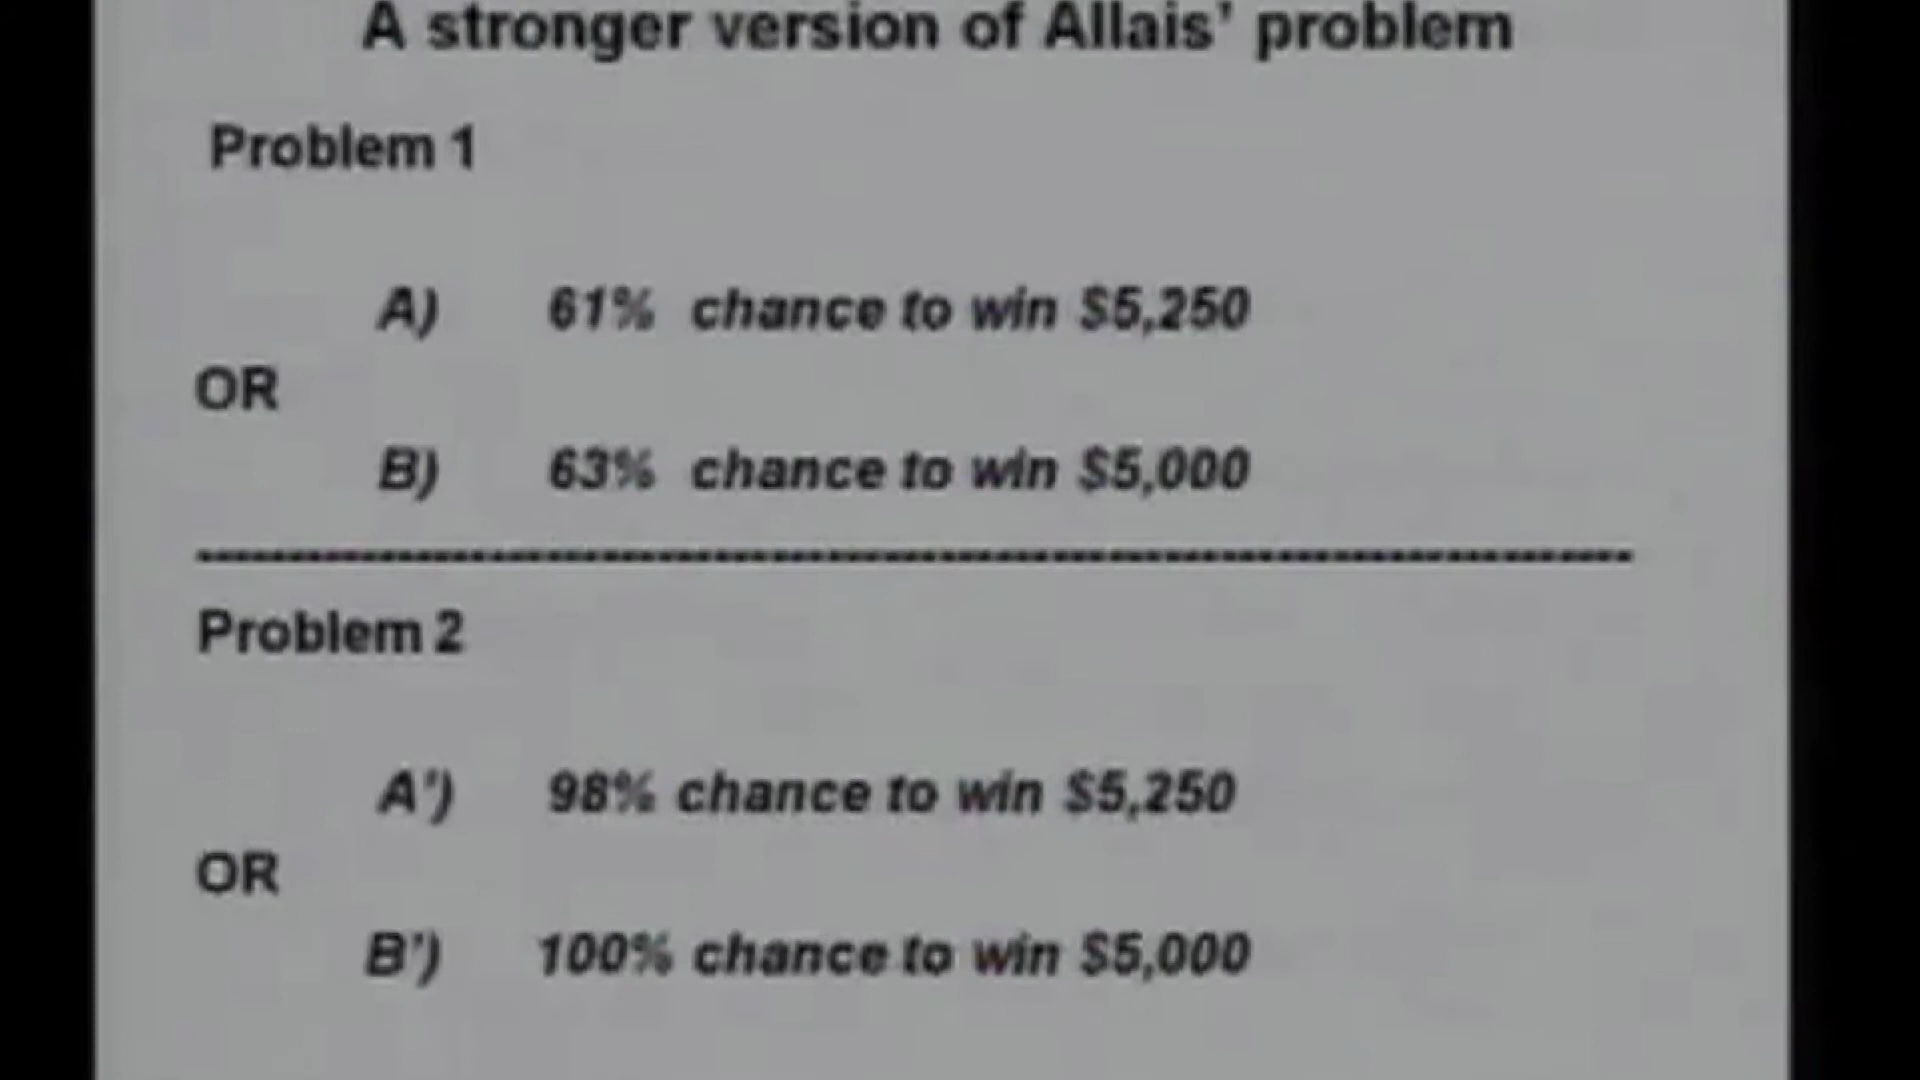 A stronger version of Allais' problem
Problem 1
A) 61% chance to win $5,250
OR
B) 63% chance to win $5,000
Problem 2
A') 98% chance to win $5,250
OR
B') 100% chance to win $5,000